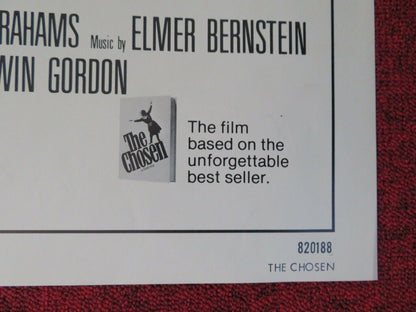 RAHAMS Music by ELMER BERNSTEIN
WIN GORDON
The
Chosen
The film
based on the
unforgettable
best seller.
820188
THE CHOSEN